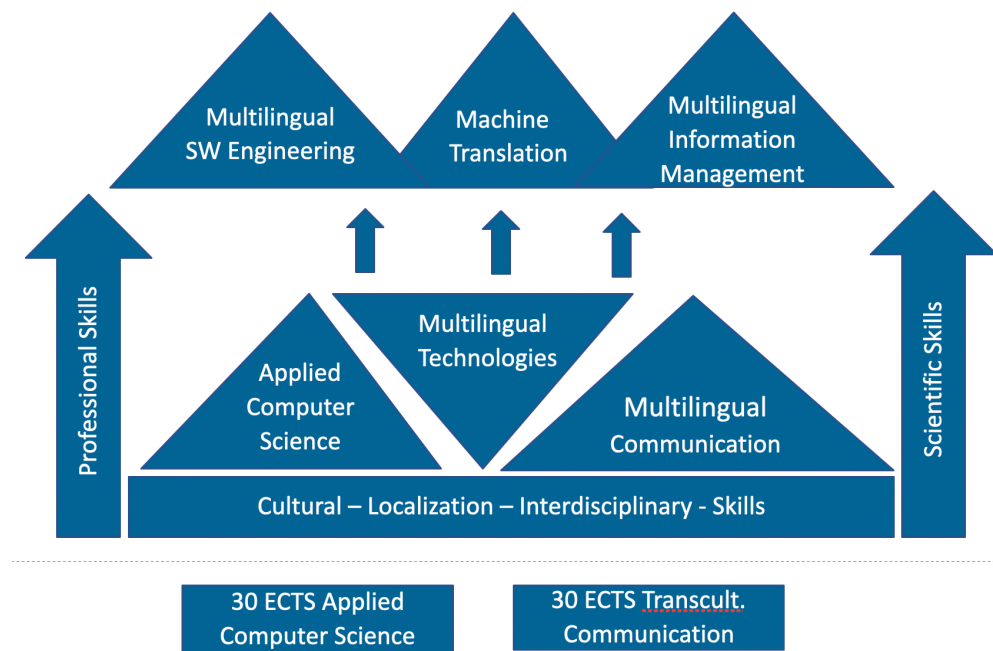 Multilingual
SW Engineering
Machine
Translation
Multilingual
Information
Management
Professional Skills
Scientific Skills
Applied
Computer
Science
Multilingual
Technologies
Multilingual
Communication
Cultural – Localization – Interdisciplinary - Skills
30 ECTS Applied
Computer Science
30 ECTS Transcult.
Communication